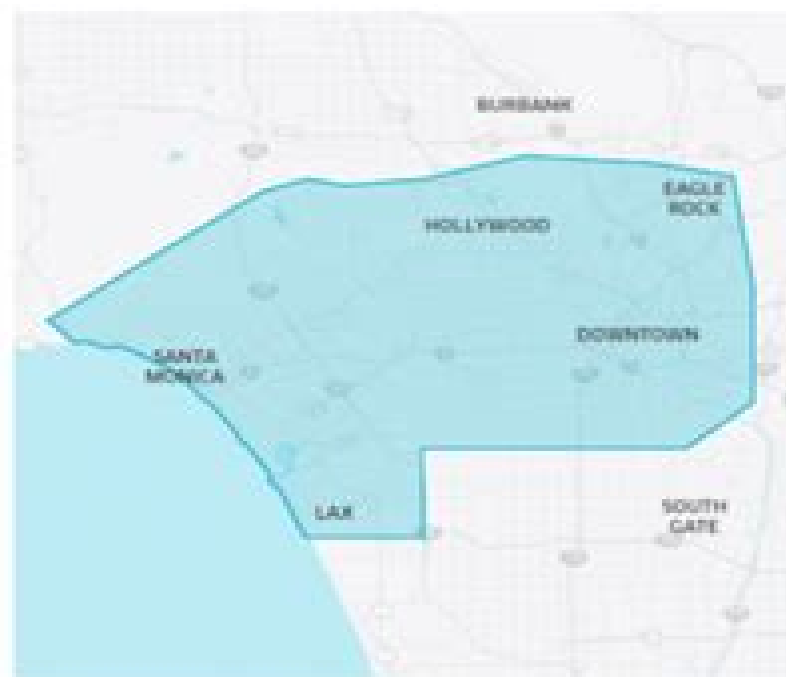 BURBANK
EAGLE
ROCK
HOLLYWOOD
DOWNTOWN
SANTA
MONICA
LAX
SOUTH
GATE